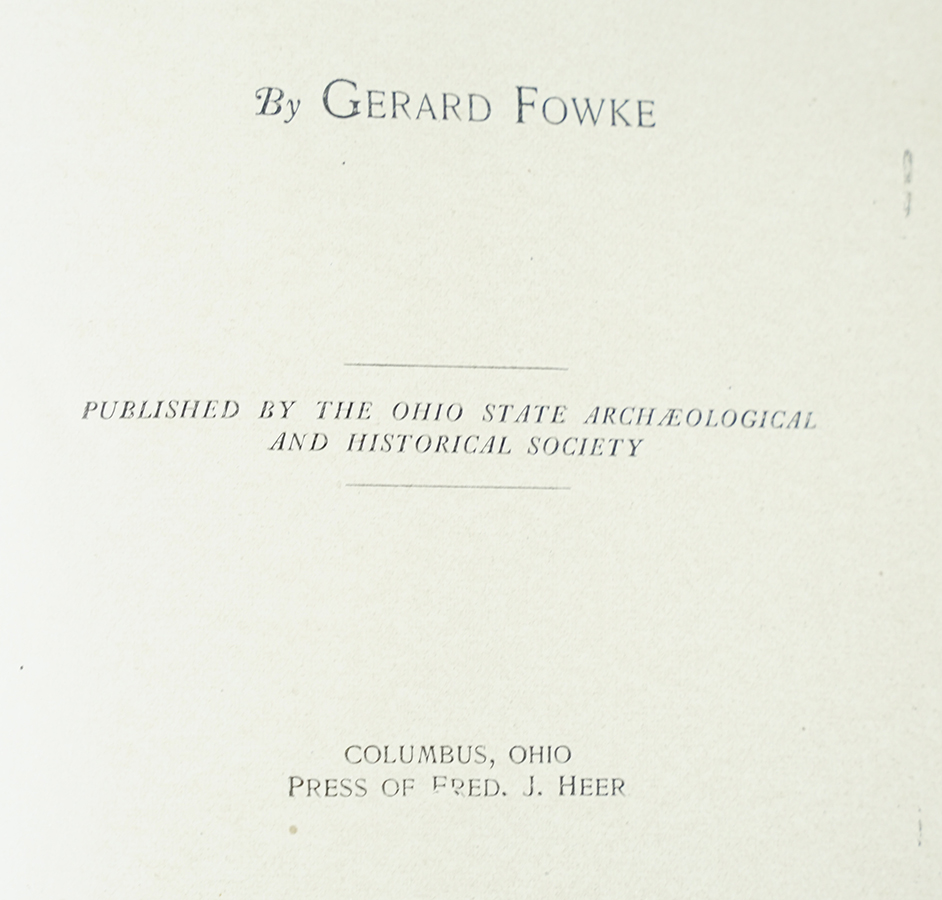 By GERARD FOWKE
PUBLISHED BY THE OHIO STATE ARCHÆOLOGICAL
AND HISTORICAL SOCIETY
COLUMBUS, OHIO
PRESS OF FRED. J. HEER